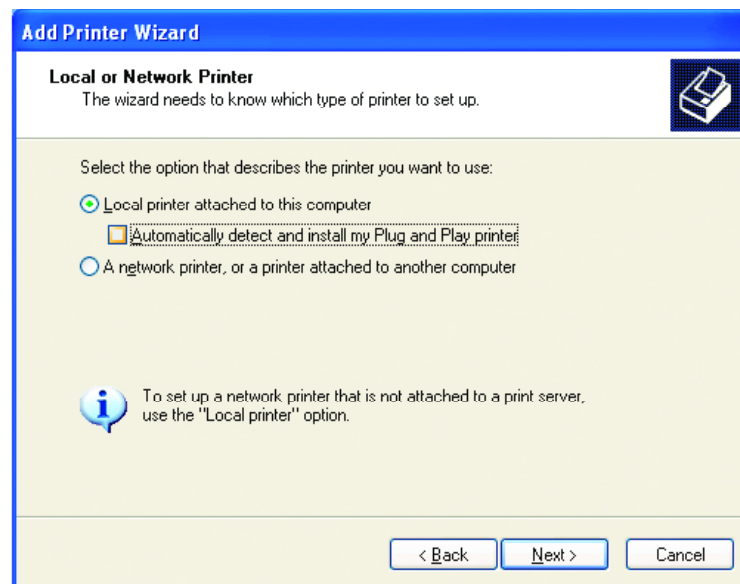 Add Printer Wizard
Local or Network Printer
The wizard needs to know which type of printer to set up.
Select the option that describes the printer you want to use:
Local printer attached to this computer
Automatically detect and install my Plug and Play printer
A network printer, or a printer attached to another computer
To set up a network printer that is not attached to a print server,
use the "Local printer" option.
< Back
Next >
Cancel